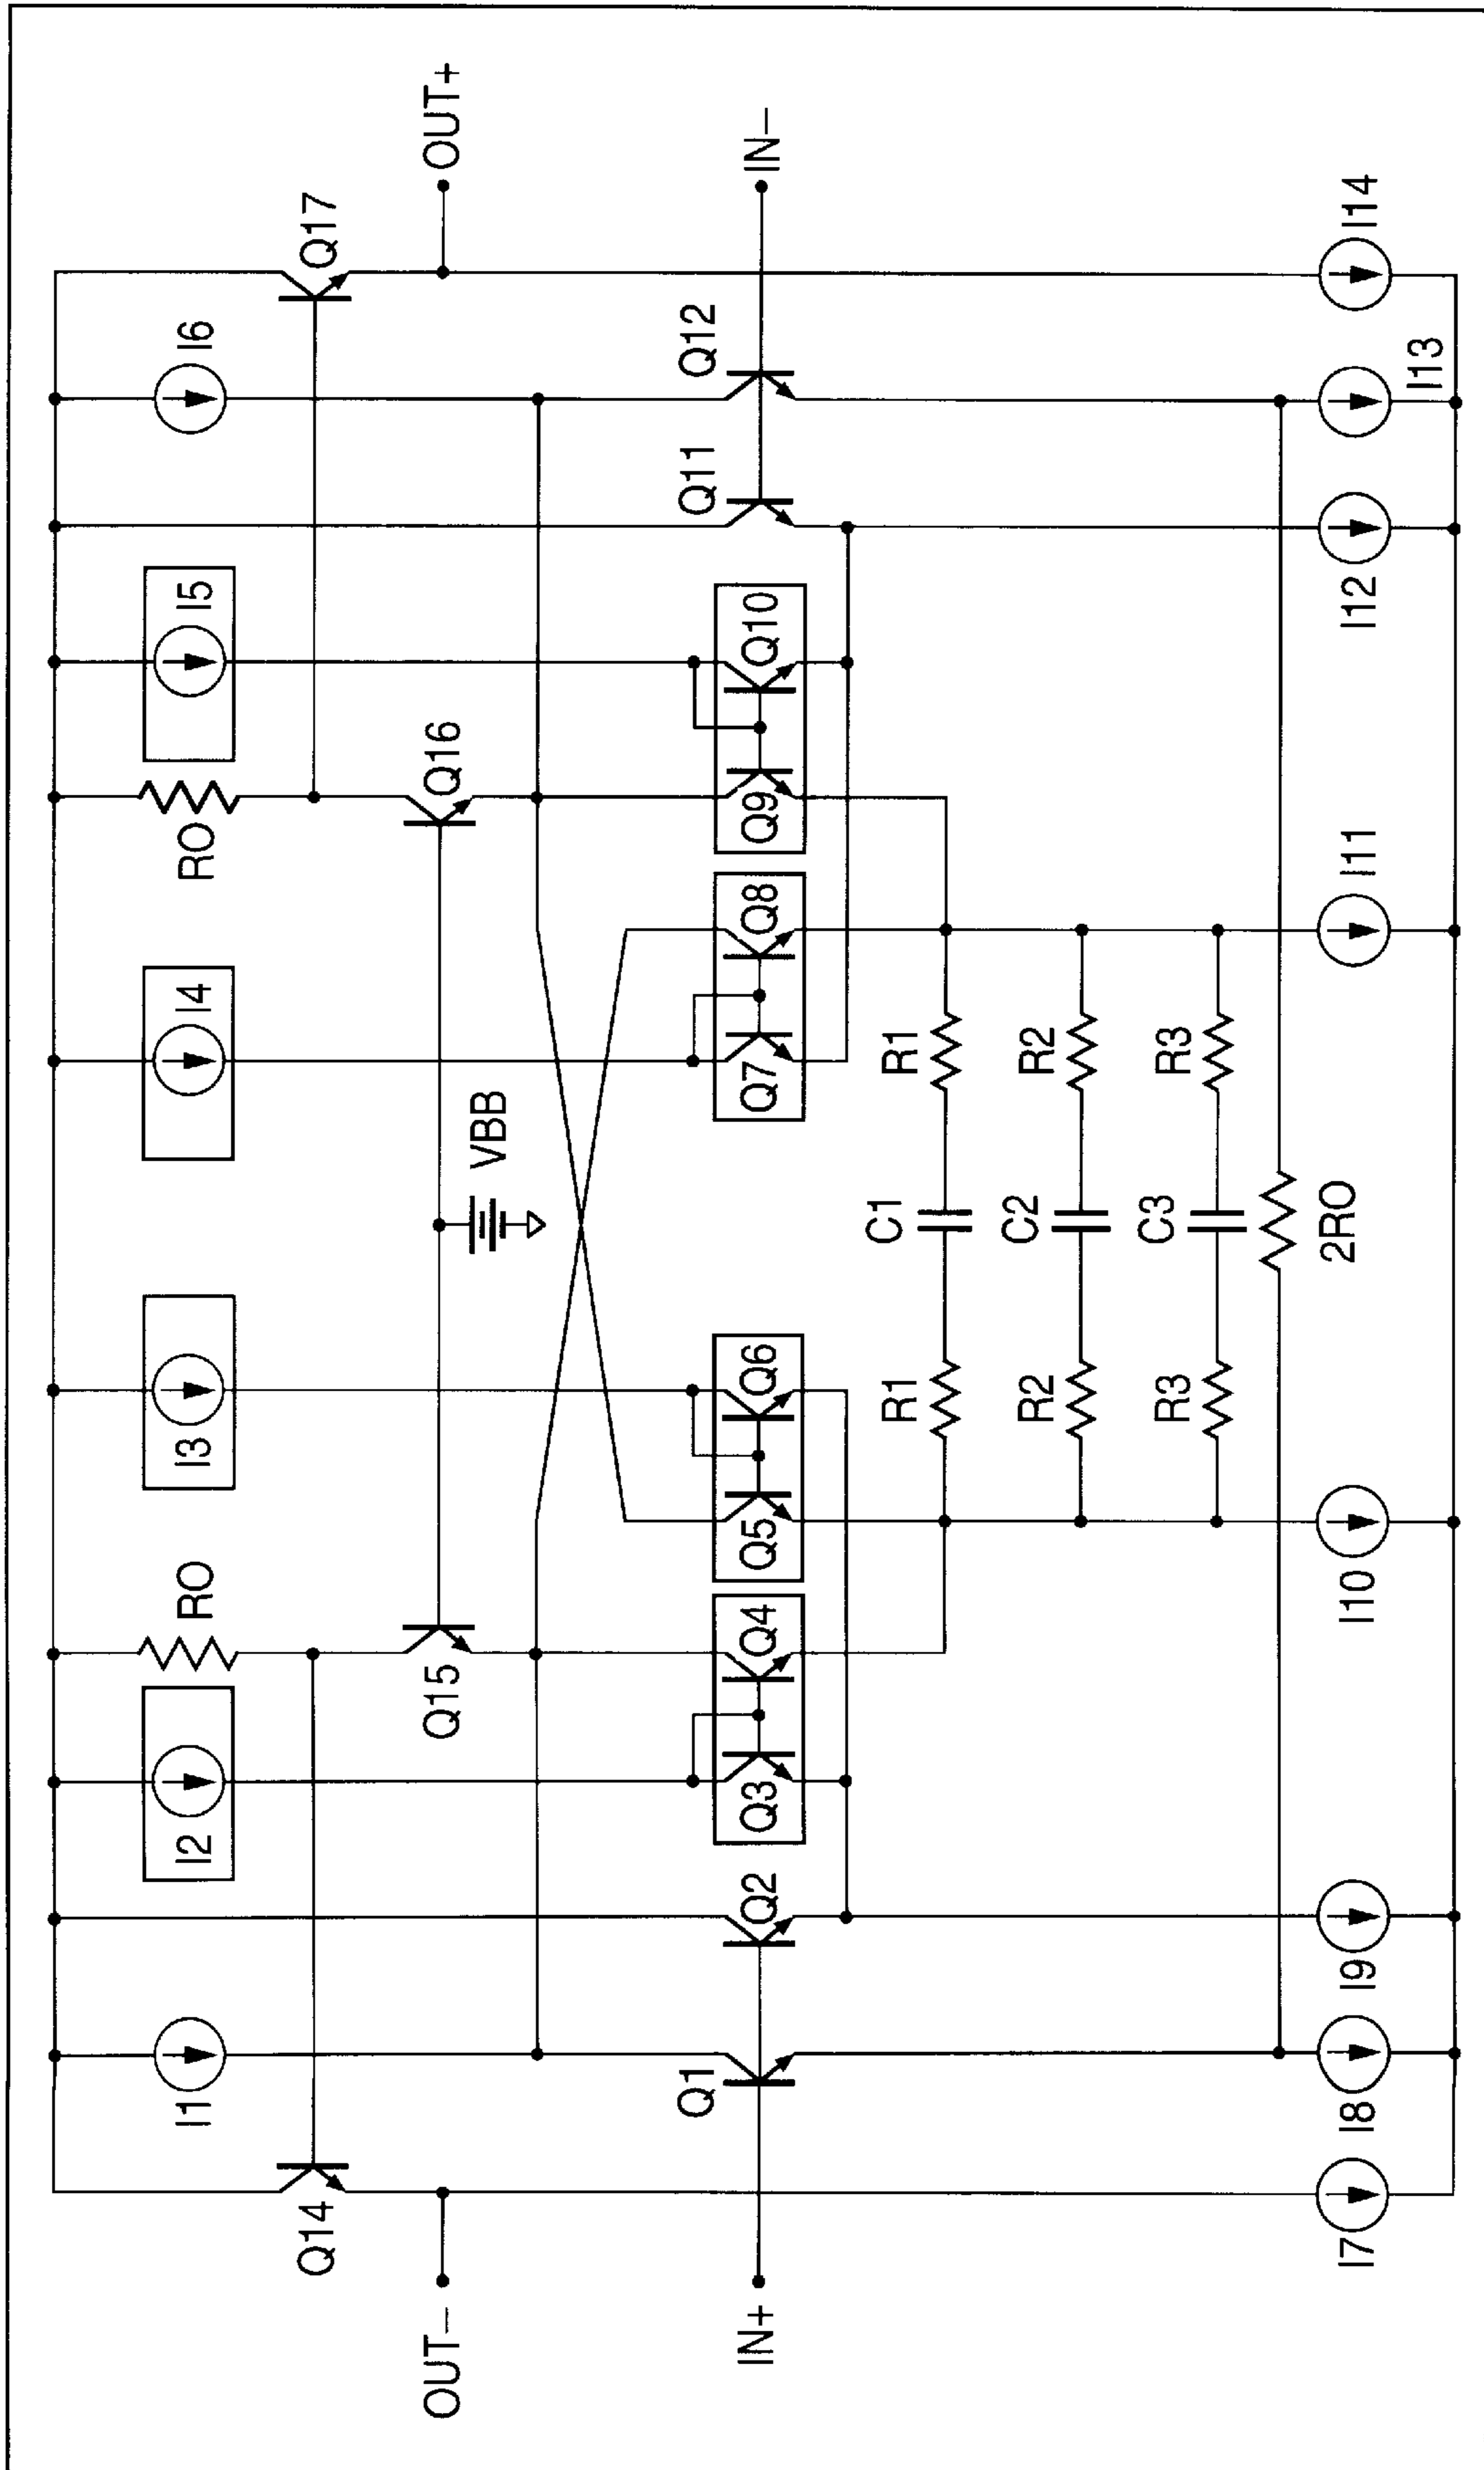 I1
I2
RO
I3
I4
RO
I5
I6
Q14
Q17
OUT−
Q15
VBB
Q16
OUT+
IN+
Q1
Q2
Q3
Q4
Q5
Q6
Q7
Q8
Q9
Q10
Q11
Q12
IN−
R1
C1
R1
R2
C2
R2
R3
C3
R3
2RO
I7
I8
I9
I10
I11
I12
I13
I14